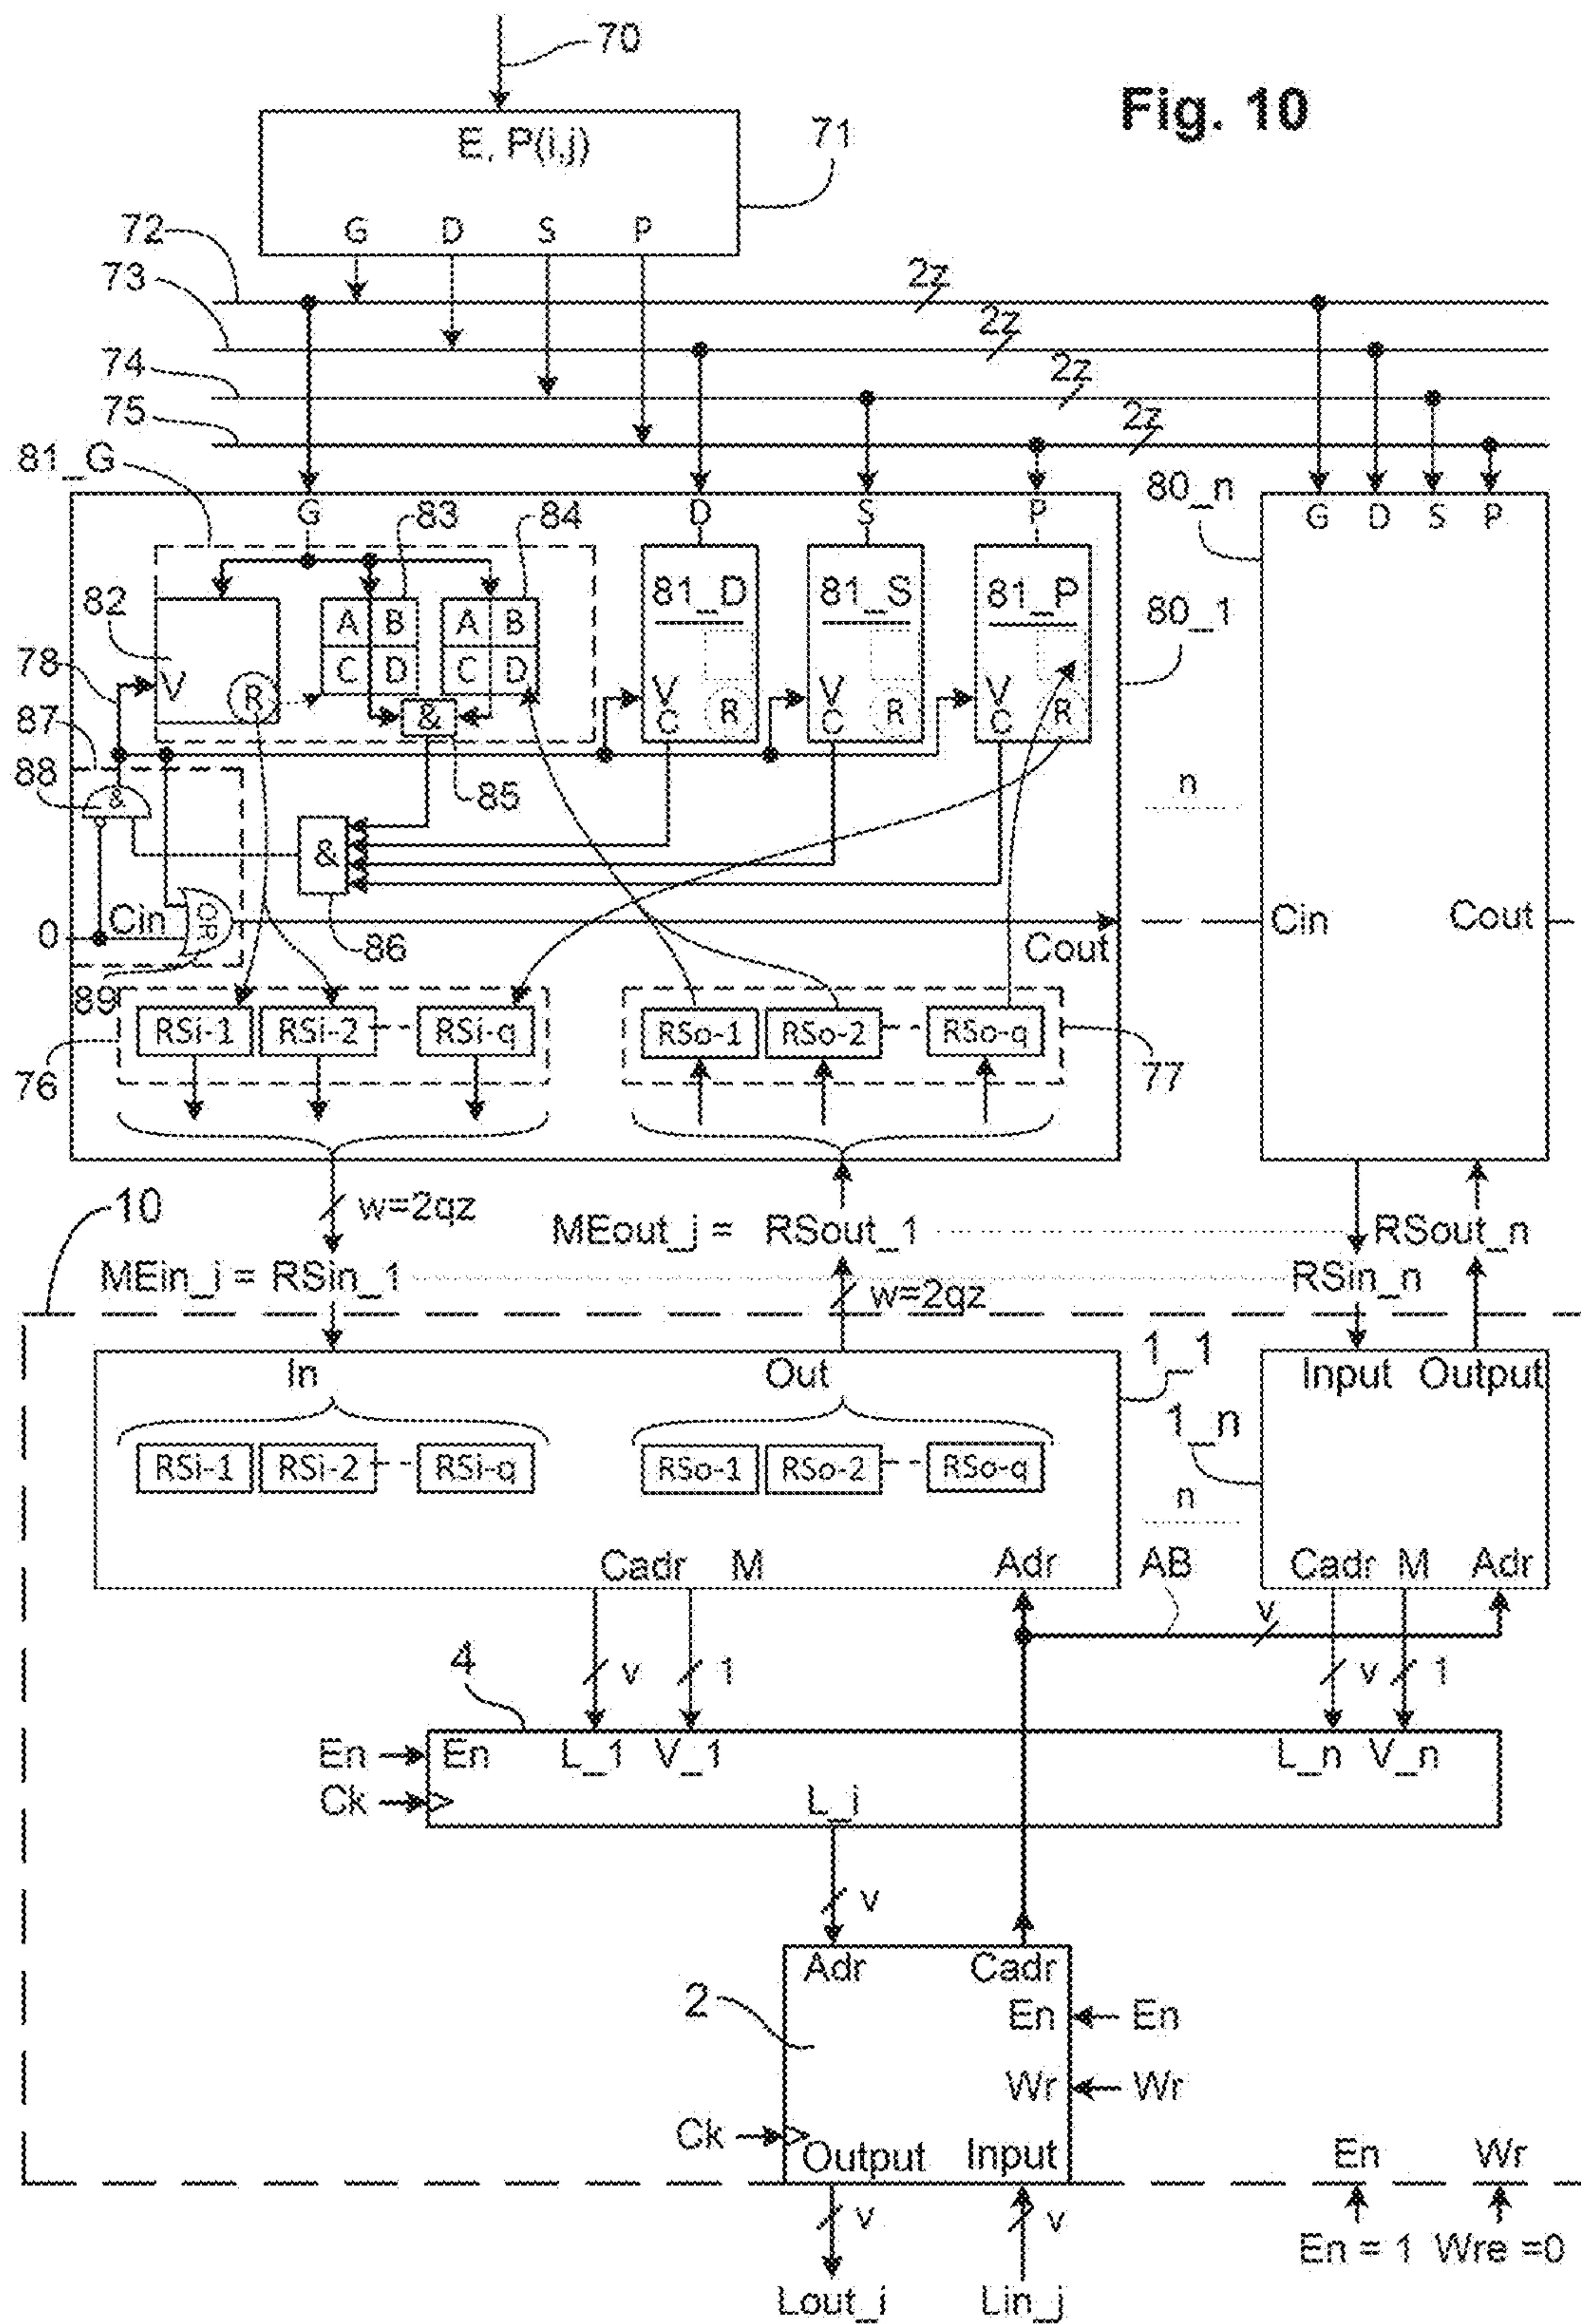 70
Fig. 10
E, P(i,j)
71
G D S P
72
73
2z
2z
74
2z
75
2z
81_G
80_n
G 83 84 D S P
G D S P
82
A B
C D
A B
C D
81_D
81_S
81_P
80_1
78
V
R
V
C
R
V
C
R
V
C
R
87
&
88
&
85
n
&
0
Cin
OR
86
Cout
Cin
Cout
89
RSi-1
RSi-2
RSi-q
RSo-1
RSo-2
RSo-q
76
77
10
w=2qz
MEout_j = RSout_1
RSout_n
MEin_j = RSin_1
RSin_n
w=2qz
1_1
In
Out
Input Output
1_n
RSi-1
RSi-2
RSi-q
RSo-1
RSo-2
RSo-q
n
Cadr M
Adr
AB
Cadr M Adr
v
4
v
1
v
1
En
En
L_1
V_1
L_n
V_n
Ck
L_j
v
Adr
Cadr
2
En
En
Wr
Wr
Ck
Output Input
En
Wr
v
v
En = 1
Wre =0
Lout_j
Lin_j